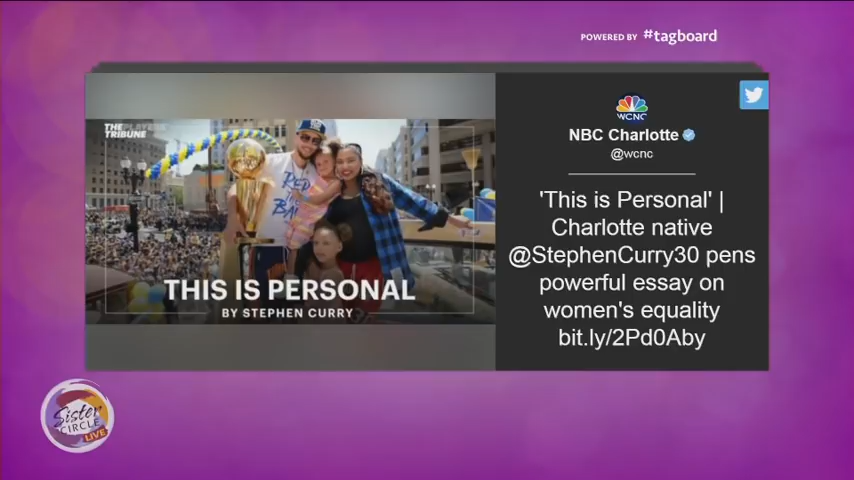 POWERED BY #tagboard
THE PLAYERS'
TRIBUNE
THIS IS PERSONAL
BY STEPHEN CURRY
WCNC
NBC Charlotte
@wcnc
'This is Personal' |
Charlotte native
@StephenCurry30 pens
powerful essay on
women's equality
bit.ly/2Pd0Aby
Sister
CIRCLE
LIVE